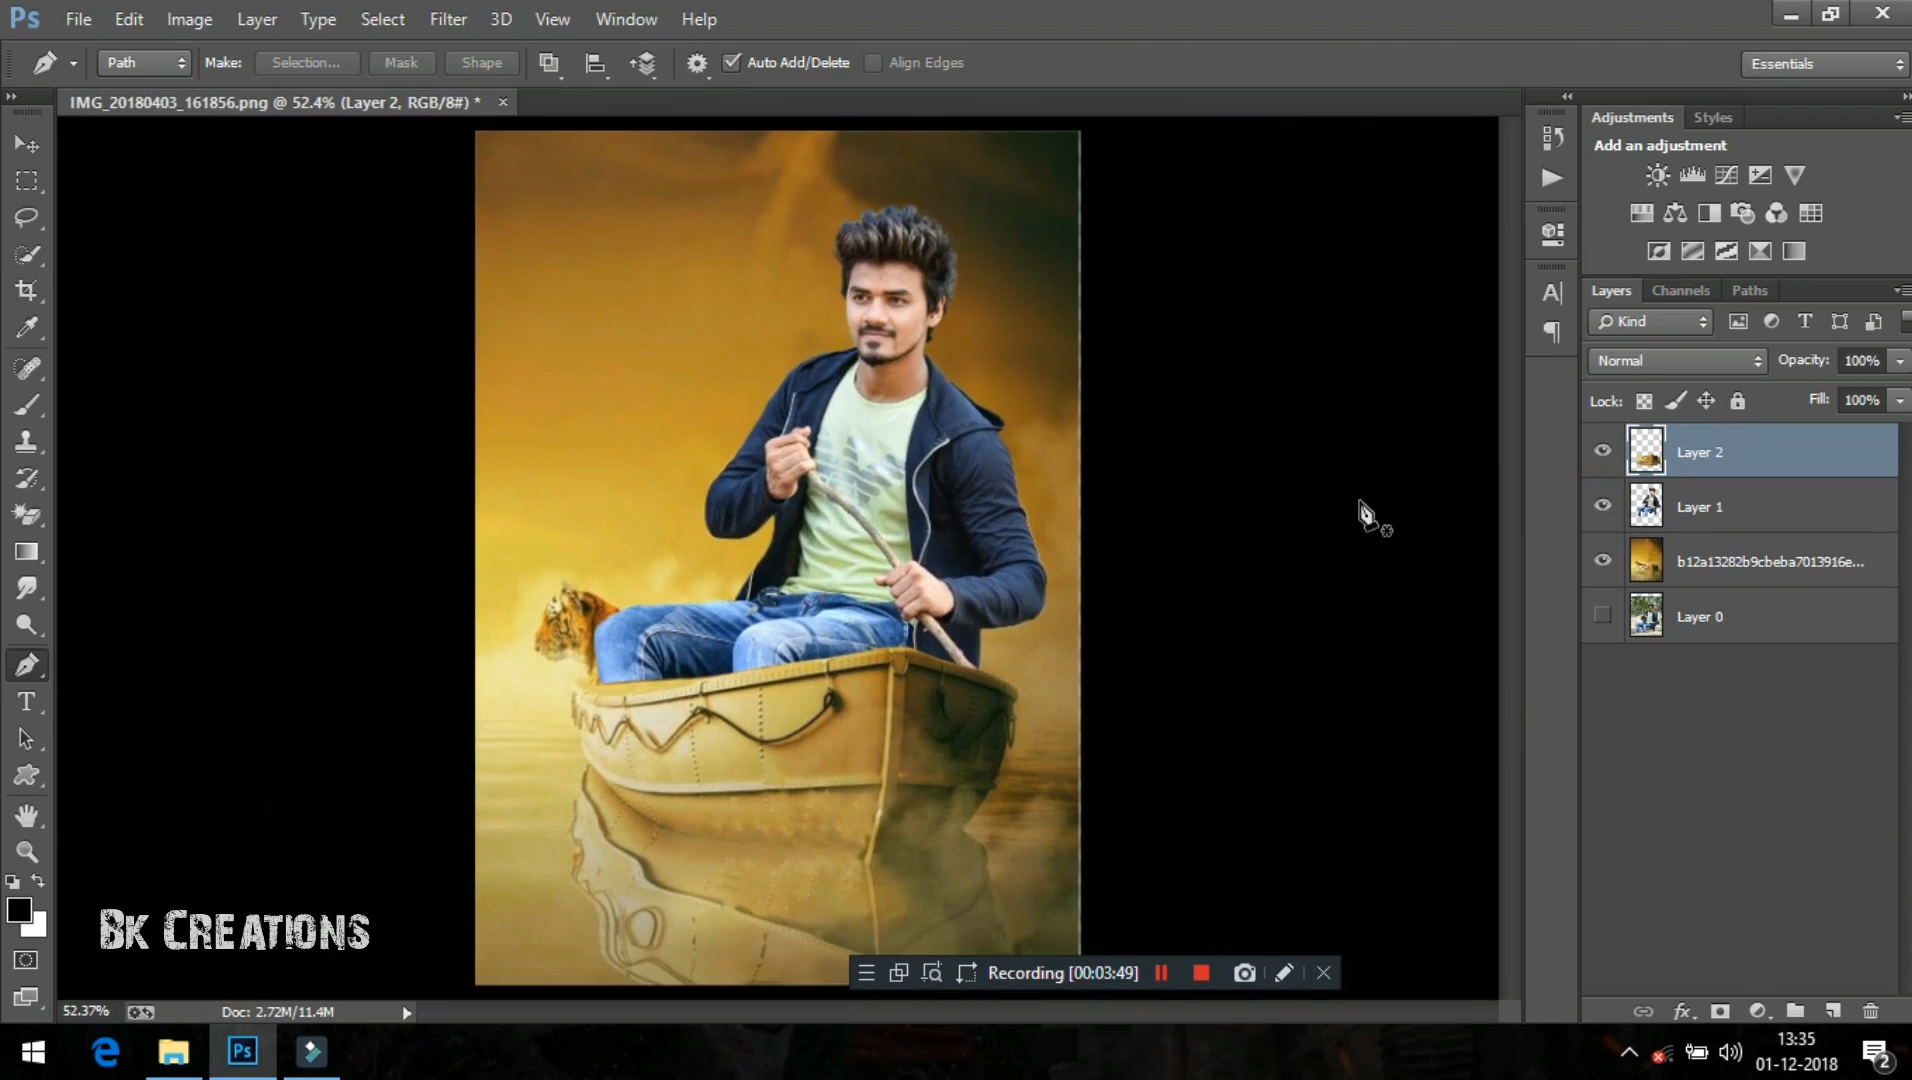 Ps File Edit Image Layer Type Select Filter 3D View Window Help
Path Make: Selection... Mask Shape Auto Add/Delete Align Edges Essentials
IMG_20180403_161856.png @ 52.4% (Layer 2, RGB/8#) * ×
Adjustments Styles
Add an adjustment
Layers Channels Paths
Kind
Normal Opacity: 100%
Lock: Fill: 100%
Layer 2
Layer 1
b12a13282b9cbeba7013916e...
Layer 0
Bk Creations
Recording [00:03:49]
52.37% Doc: 2.72M/11.4M
Ps
13:35
01-12-2018
2